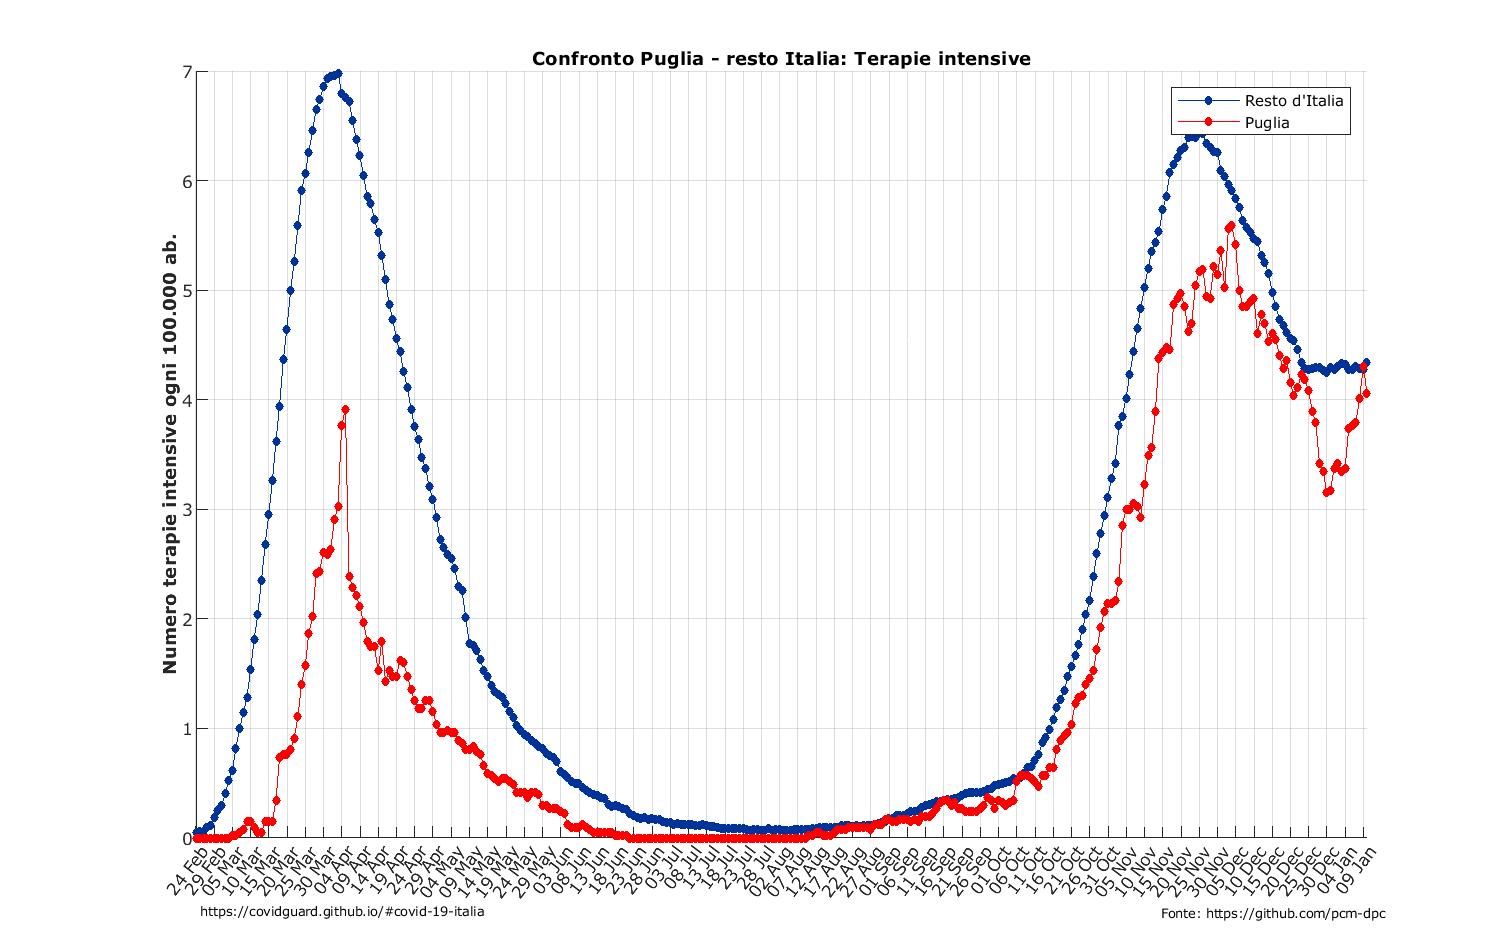 Confronto Puglia - resto Italia: Terapie intensive
Resto d'Italia
Puglia
Numero terapie intensive ogni 100.000 ab.
7
6
5
4
3
2
1
0
24 Feb
29 Feb
05 Mar
10 Mar
15 Mar
20 Mar
25 Mar
30 Mar
04 Apr
09 Apr
14 Apr
19 Apr
24 Apr
29 Apr
04 May
09 May
14 May
19 May
24 May
29 May
03 Jun
08 Jun
13 Jun
18 Jun
23 Jun
28 Jun
03 Jul
08 Jul
13 Jul
18 Jul
23 Jul
28 Jul
02 Aug
07 Aug
12 Aug
17 Aug
22 Aug
27 Aug
01 Sep
06 Sep
11 Sep
16 Sep
21 Sep
26 Sep
01 Oct
06 Oct
11 Oct
16 Oct
21 Oct
26 Oct
31 Oct
05 Nov
10 Nov
15 Nov
20 Nov
25 Nov
30 Nov
05 Dec
10 Dec
15 Dec
20 Dec
25 Dec
30 Dec
04 Jan
09 Jan
https://covidguard.github.io/#covid-19-italia
Fonte: https://github.com/pcm-dpc